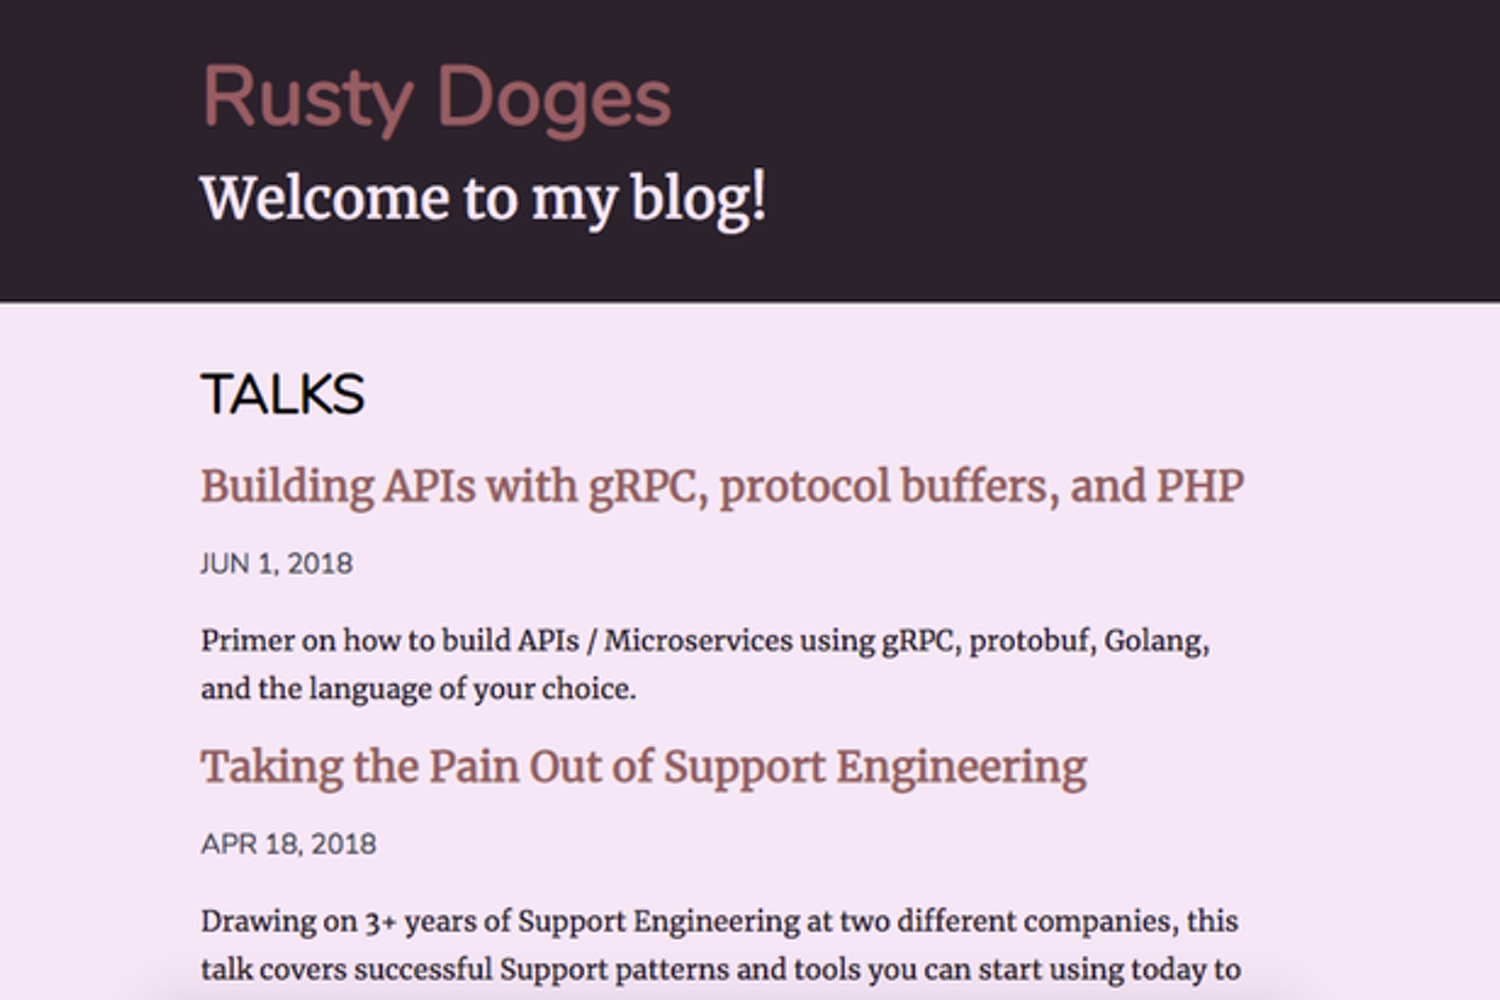 Rusty Doges
Welcome to my blog!
TALKS
Building APIs with gRPC, protocol buffers, and PHP
JUN 1, 2018
Primer on how to build APIs / Microservices using gRPC, protobuf, Golang,
and the language of your choice.
Taking the Pain Out of Support Engineering
APR 18, 2018
Drawing on 3+ years of Support Engineering at two different companies, this
talk covers successful Support patterns and tools you can start using today to